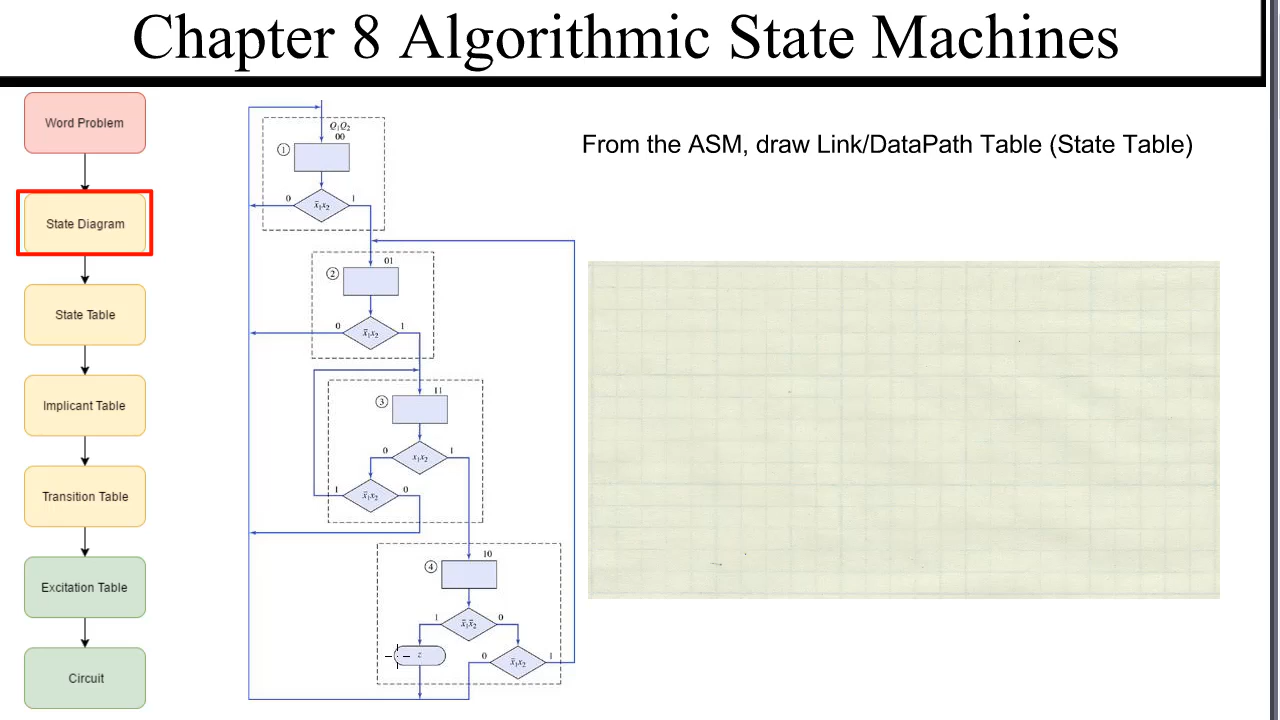 Chapter 8 Algorithmic State Machines
Word Problem
State Diagram
State Table
Implicant Table
Transition Table
Excitation Table
Circuit
From the ASM, draw Link/DataPath Table (State Table)
Q₁Q₂
00
①
0 x̄₁x₂ 1
01
②
0 x̄₁x₂ 1
11
③
0 x₁x₂ 1
1 x̄₁x₂ 0
10
④
1 x̄₁x̄₂ 0
z
0 x̄₁x₂ 1